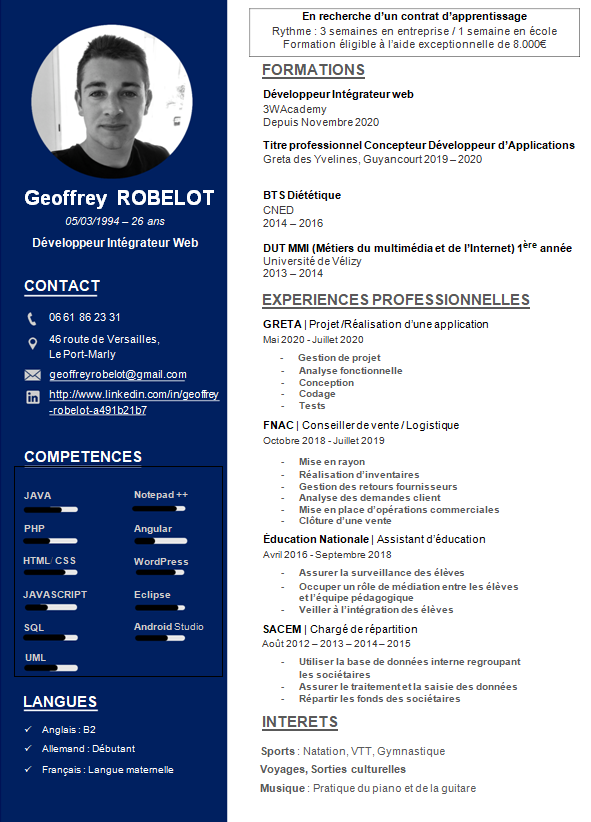 Geoffrey ROBELOT
05/03/1994 – 26 ans
Développeur Intégrateur Web
CONTACT
06 61 86 23 31
46 route de Versailles,
Le Port-Marly
geoffreyrobelot@gmail.com
http://www.linkedin.com/in/geoffrey
-robelot-a491b21b7
COMPETENCES
JAVA
PHP
HTML/ CSS
JAVASCRIPT
SQL
UML
Notepad ++
Angular
WordPress
Eclipse
Android Studio
LANGUES
✓ Anglais : B2
✓ Allemand : Débutant
✓ Français : Langue maternelle
En recherche d'un contrat d'apprentissage
Rythme : 3 semaines en entreprise / 1 semaine en école
Formation éligible à l'aide exceptionnelle de 8.000€
FORMATIONS
Développeur Intégrateur web
3WAcademy
Depuis Novembre 2020
Titre professionnel Concepteur Développeur d'Applications
Greta des Yvelines, Guyancourt 2019 – 2020
BTS Diététique
CNED
2014 – 2016
DUT MMI (Métiers du multimédia et de l'Internet) 1ère année
Université de Vélizy
2013 – 2014
EXPERIENCES PROFESSIONNELLES
GRETA | Projet /Réalisation d'une application
Mai 2020 - Juillet 2020
- Gestion de projet
- Analyse fonctionnelle
- Conception
- Codage
- Tests
FNAC | Conseiller de vente / Logistique
Octobre 2018 - Juillet 2019
- Mise en rayon
- Réalisation d'inventaires
- Gestion des retours fournisseurs
- Analyse des demandes client
- Mise en place d'opérations commerciales
- Clôture d'une vente
Éducation Nationale | Assistant d'éducation
Avril 2016 - Septembre 2018
- Assurer la surveillance des élèves
- Occuper un rôle de médiation entre les élèves
et l'équipe pédagogique
- Veiller à l'intégration des élèves
SACEM | Chargé de répartition
Août 2012 – 2013 – 2014 – 2015
- Utiliser la base de données interne regroupant
les sociétaires
- Assurer le traitement et la saisie des données
- Répartir les fonds des sociétaires
INTERETS
Sports : Natation, VTT, Gymnastique
Voyages, Sorties culturelles
Musique : Pratique du piano et de la guitare